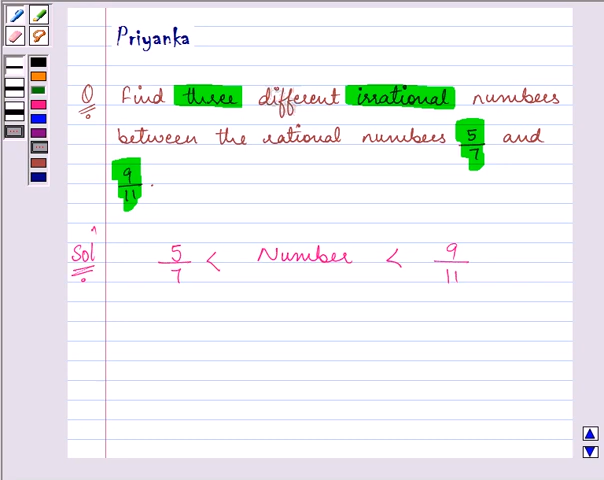 Priyanka
Q Find three different irrational numbers
between the rational numbers 5/7 and
9/11.
Solⁿ 5/7 < Number < 9/11